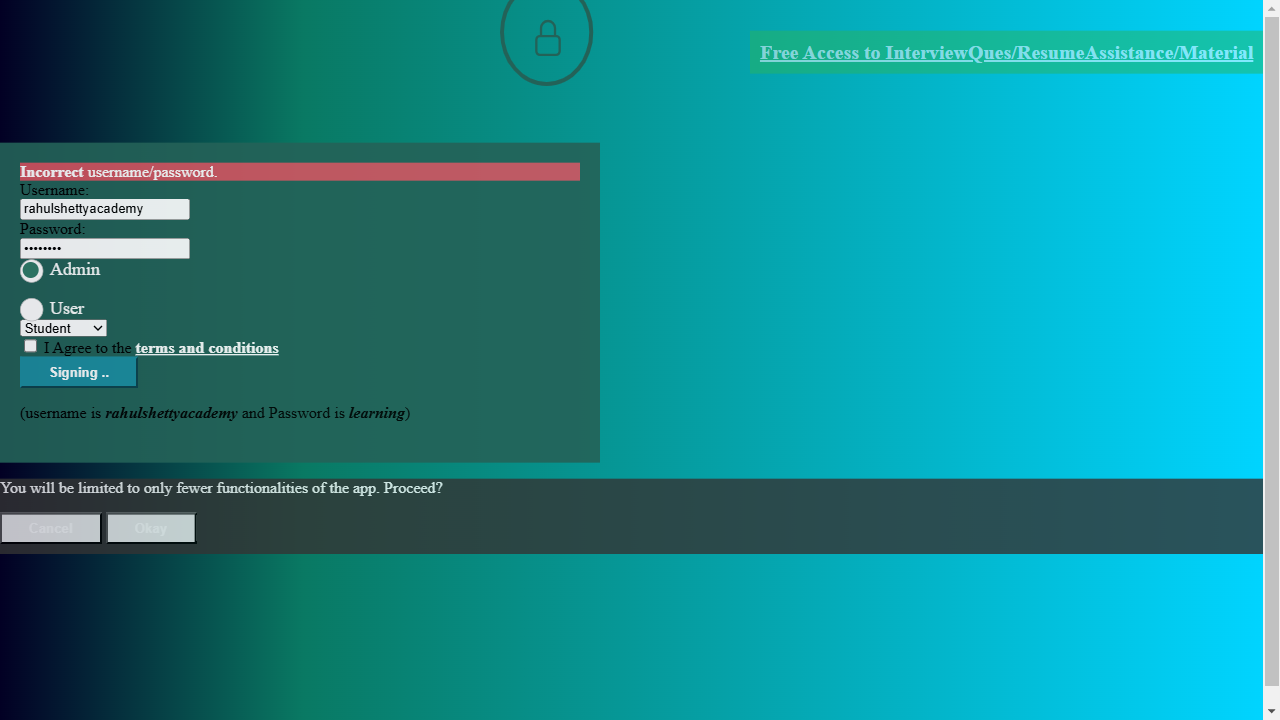 Free Access to InterviewQues/ResumeAssistance/Material
Incorrect username/password.
Username:
rahulshettyacademy
Password:
••••••••
Admin
User
Student
I Agree to the terms and conditions
Signing ..
(username is rahulshettyacademy and Password is learning)
You will be limited to only fewer functionalities of the app. Proceed?
Cancel Okay